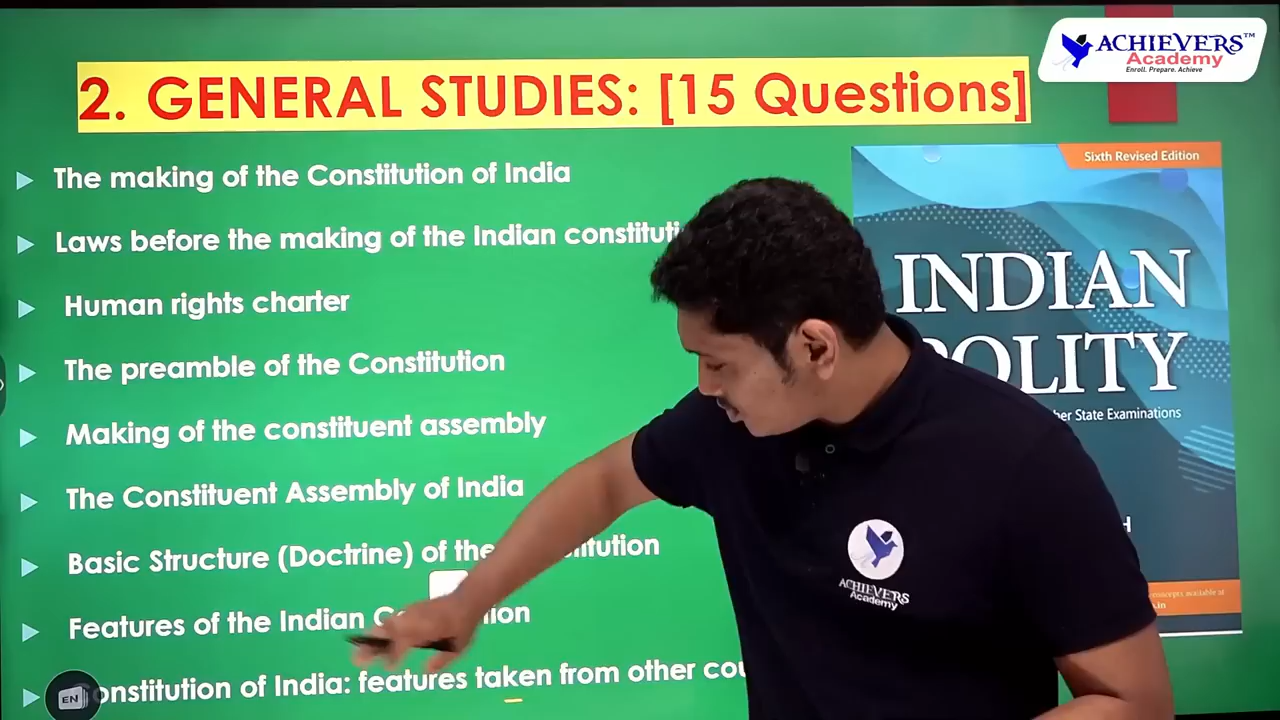 ACHIEVERS™
Academy
Enroll. Prepare. Achieve
2. GENERAL STUDIES: [15 Questions]
The making of the Constitution of India
Laws before the making of the Indian constituti
Human rights charter
The preamble of the Constitution
Making of the constituent assembly
The Constituent Assembly of India
Basic Structure (Doctrine) of the
Features of the Indian
onstitution of India: features taken from other cou
EN
Sixth Revised Edition
INDIAN
POLITY
State Examinations
ACHIEVERS
Academy